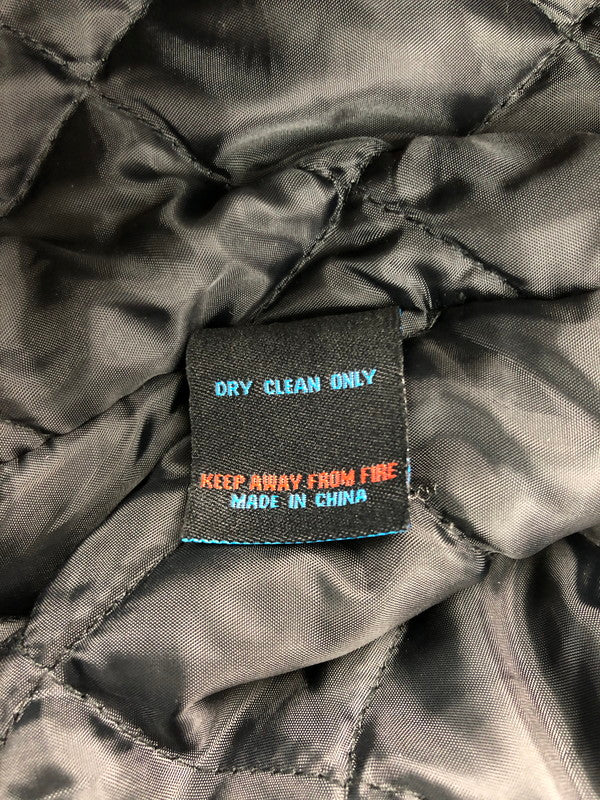 DRY CLEAN ONLY
KEEP AWAY FROM FIRE
MADE IN CHINA